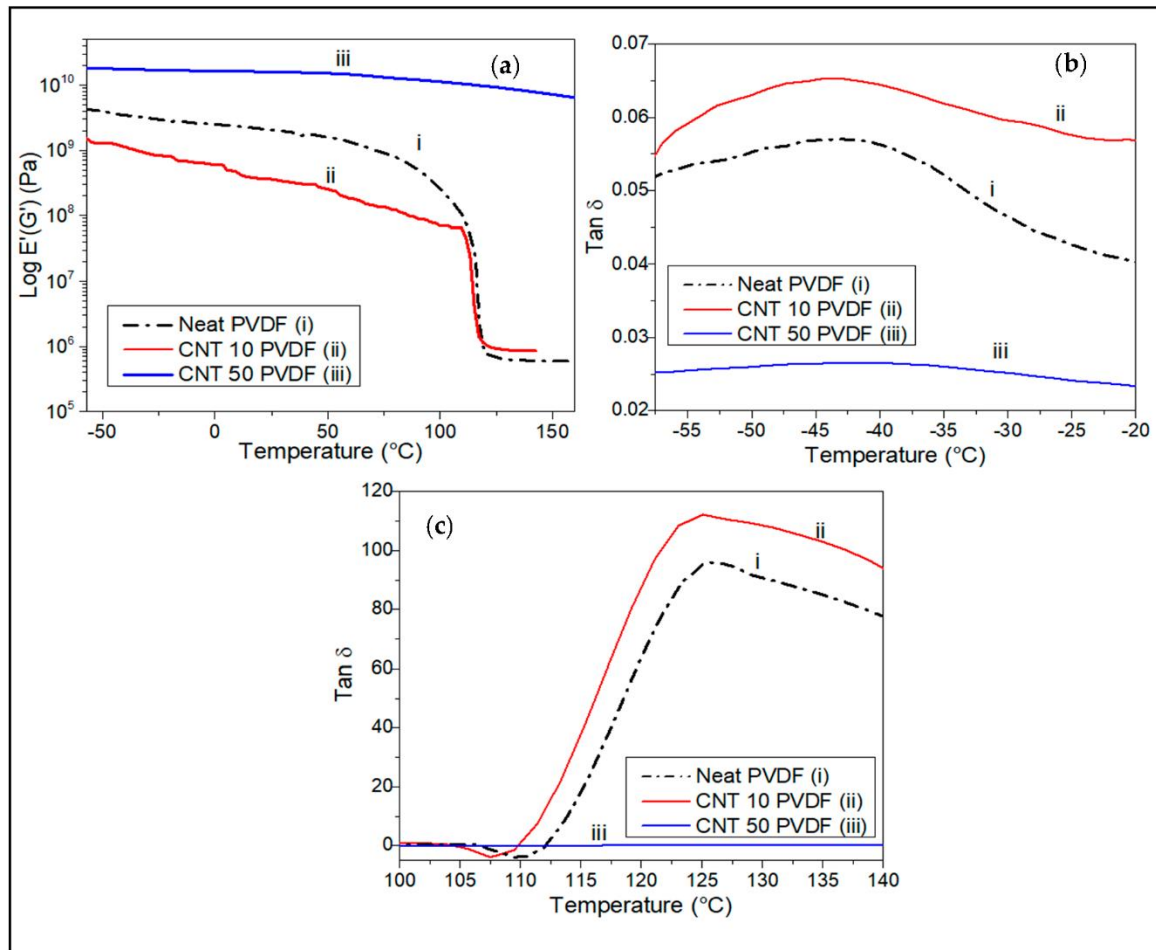 (a)
iii
i
ii
Log E'(G') (Pa)
10^10
10^9
10^8
10^7
10^6
10^5
Neat PVDF (i)
CNT 10 PVDF (ii)
CNT 50 PVDF (iii)
-50 0 50 100 150
Temperature (°C)
(b)
ii
i
iii
Tan δ
0.07
0.06
0.05
0.04
0.03
0.02
Neat PVDF (i)
CNT 10 PVDF (ii)
CNT 50 PVDF (iii)
-55 -50 -45 -40 -35 -30 -25 -20
Temperature (°C)
(c)
ii
i
iii
Tan δ
120
100
80
60
40
20
0
Neat PVDF (i)
CNT 10 PVDF (ii)
CNT 50 PVDF (iii)
100 105 110 115 120 125 130 135 140
Temperature (°C)